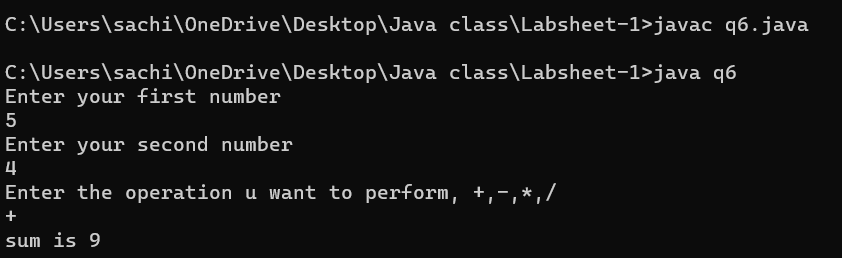 C:\Users\sachi\OneDrive\Desktop\Java class\Labsheet-1>javac q6.java
C:\Users\sachi\OneDrive\Desktop\Java class\Labsheet-1>java q6
Enter your first number
5
Enter your second number
4
Enter the operation u want to perform, +,-,*,/
+
sum is 9